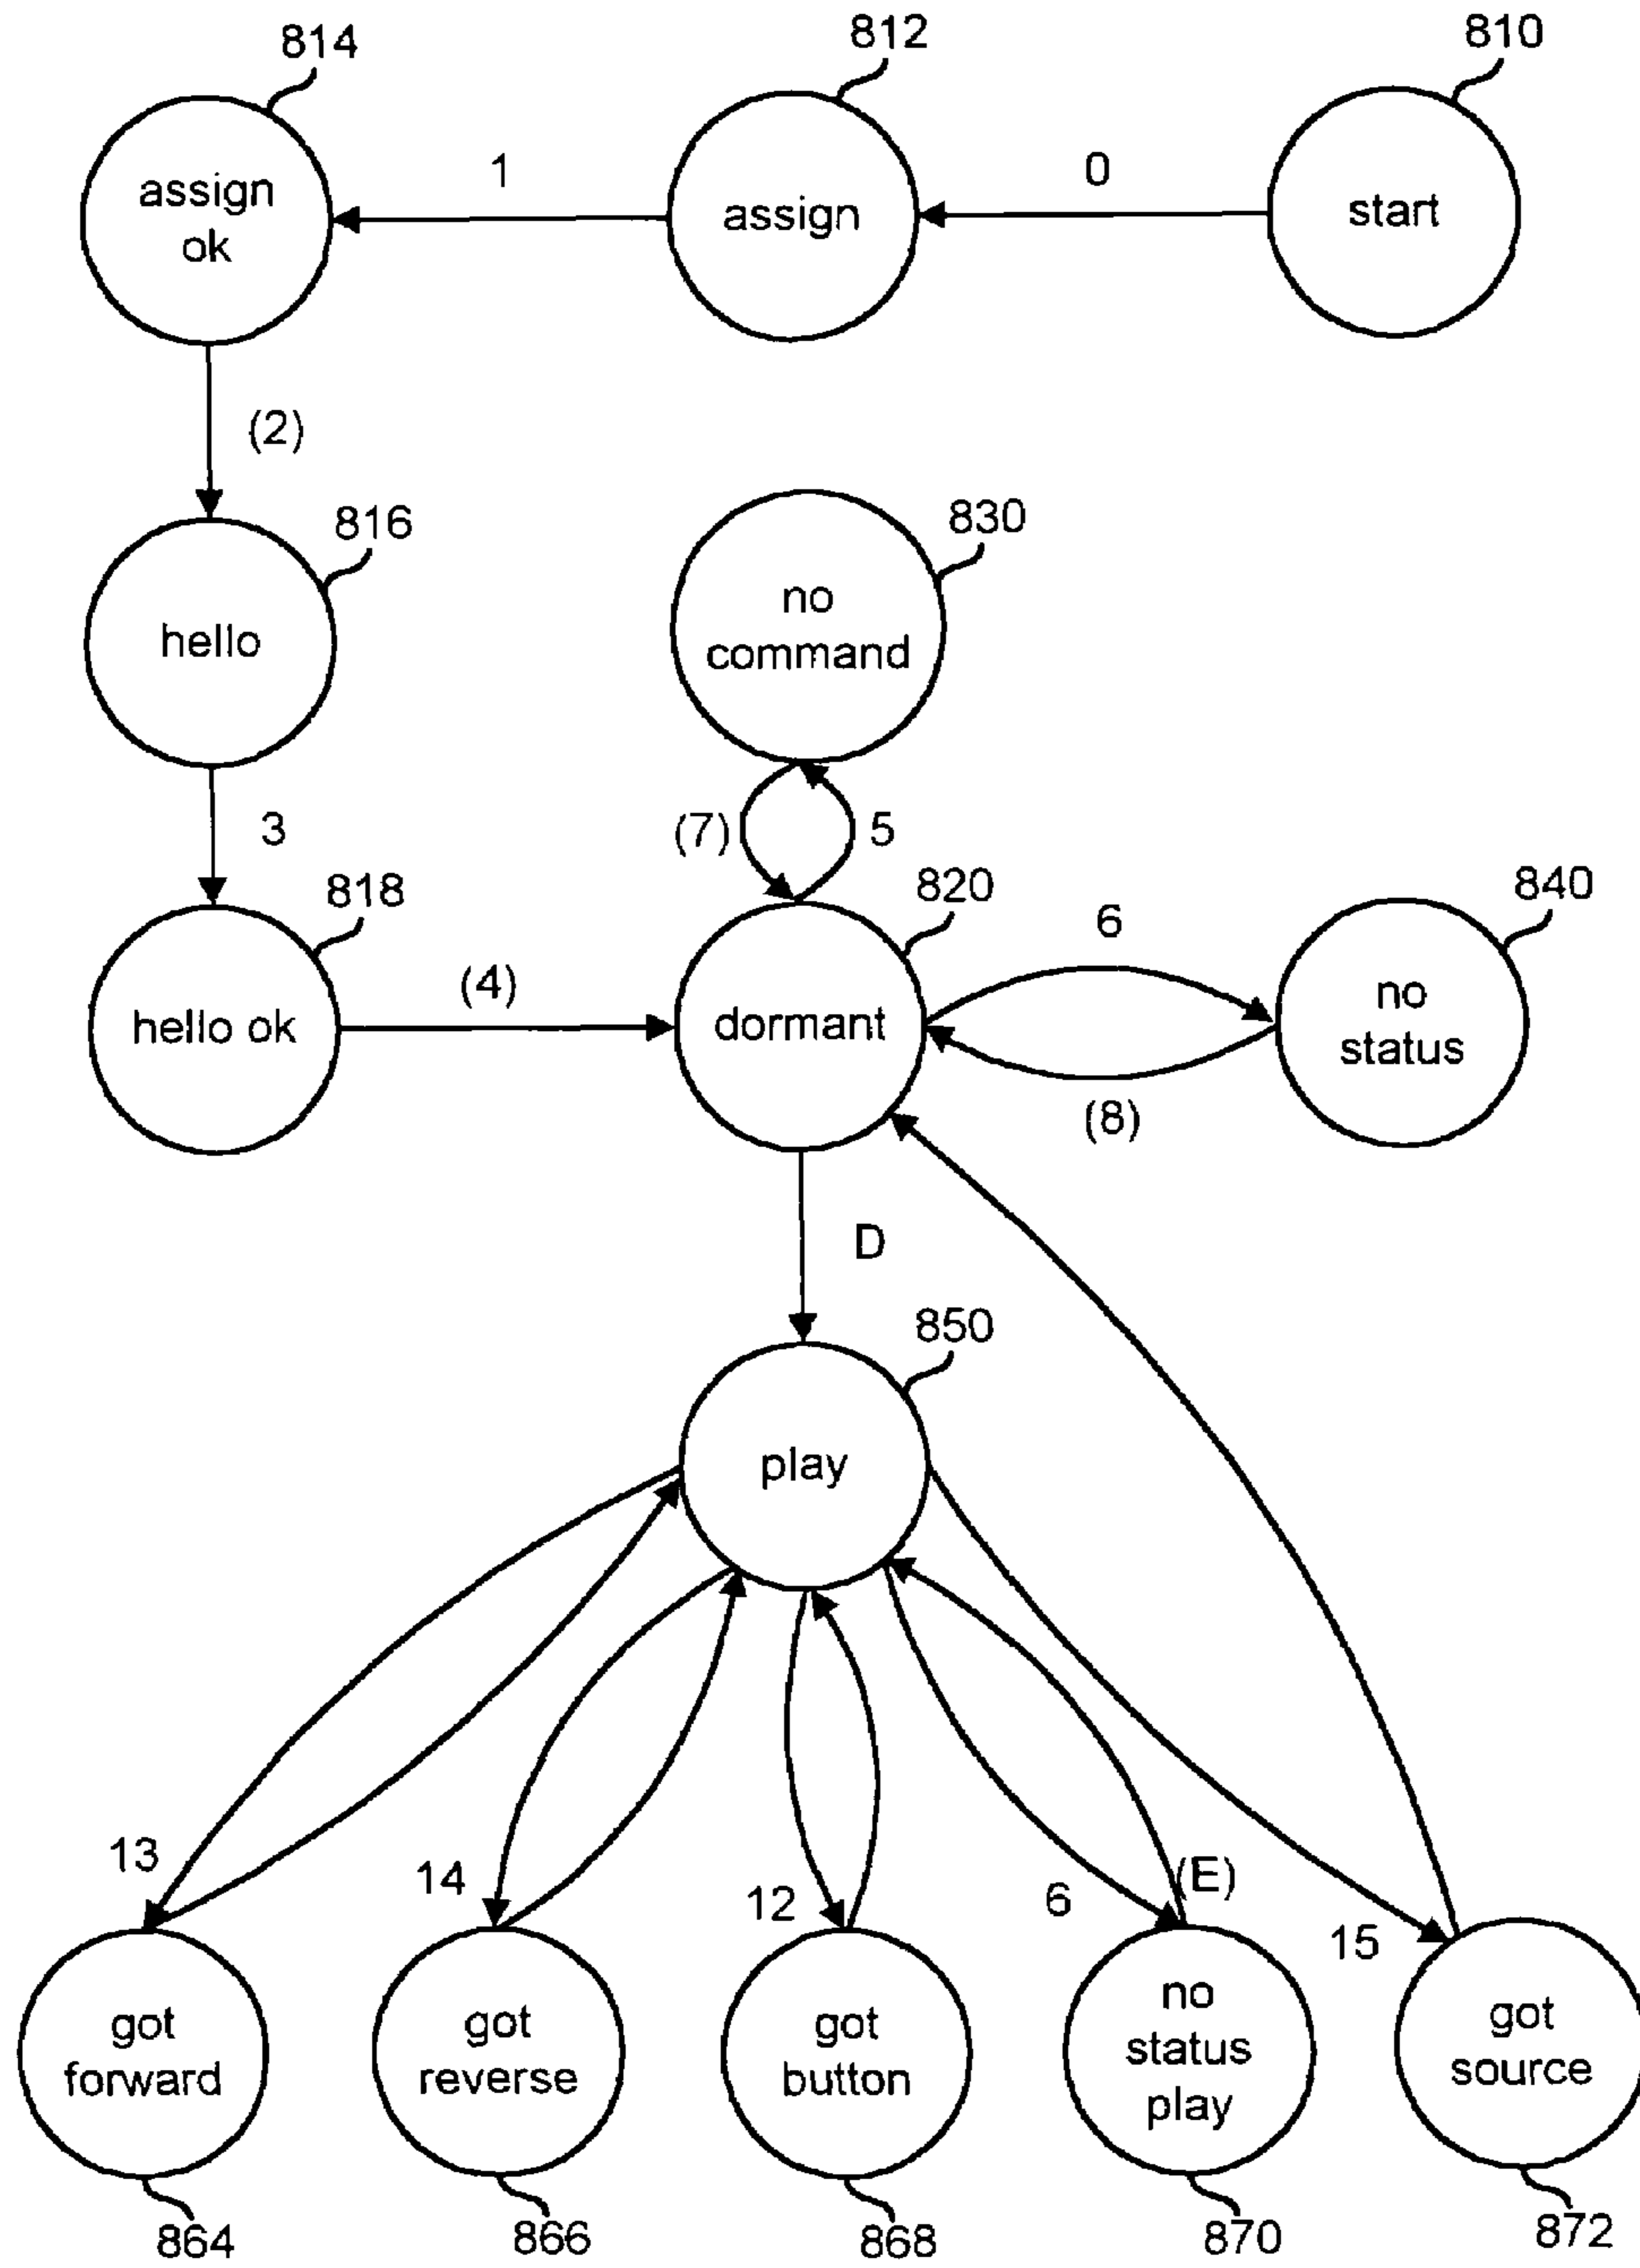 814
812
810
assign
ok
1
assign
0
start
(2)
816
830
hello
no
command
3
(7)
5
818
820
840
hello ok
(4)
dormant
6
(8)
no
status
D
850
play
13
14
12
6
(E)
15
got
forward
got
reverse
got
button
no
status
play
got
source
864
866
868
870
872